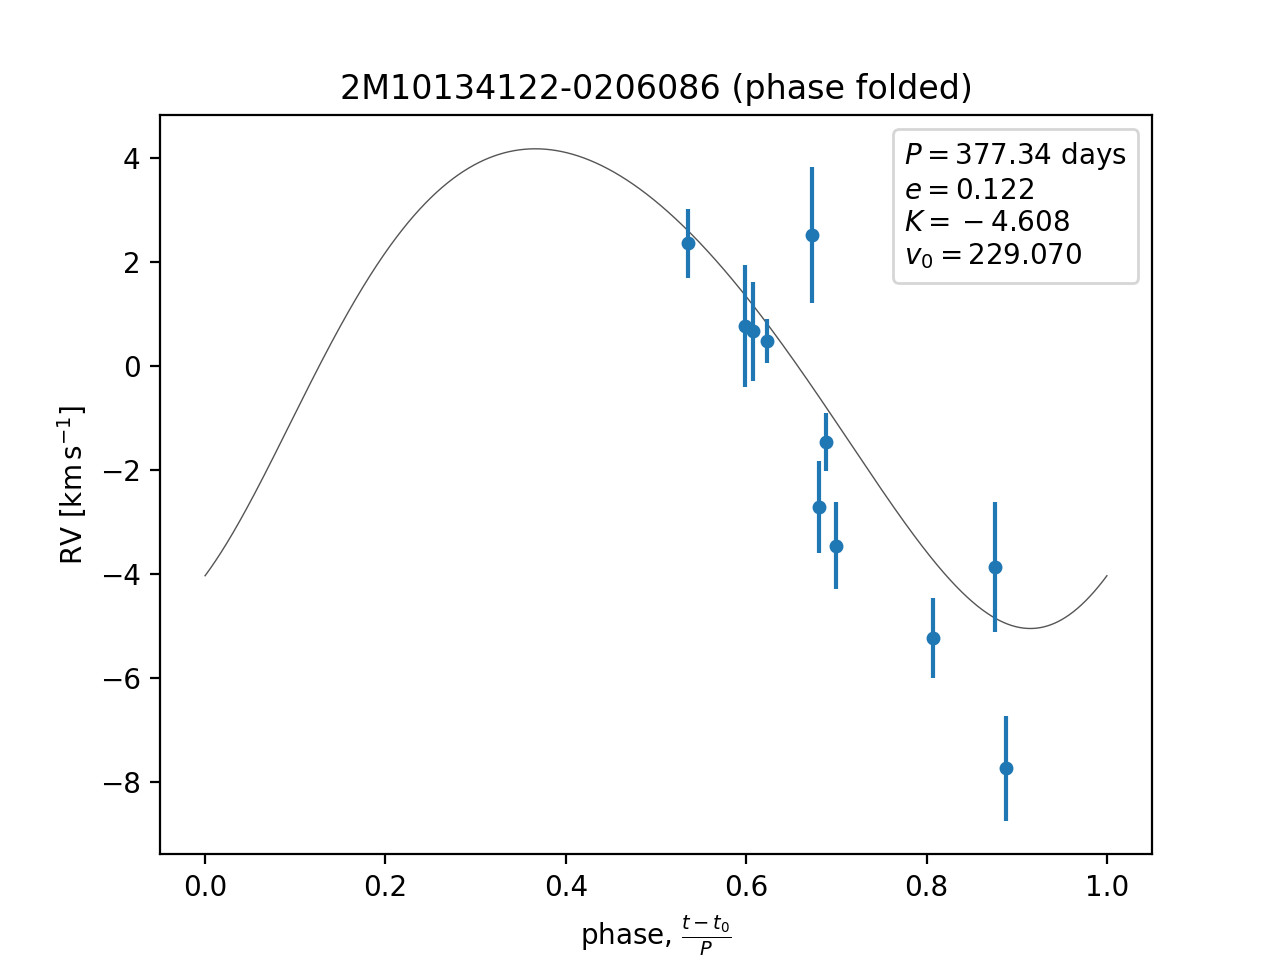 2M10134122-0206086 (phase folded)
P = 377.34 days
e = 0.122
K = −4.608
v₀ = 229.070
RV [km s⁻¹]
4
2
0
−2
−4
−6
−8
0.0 0.2 0.4 0.6 0.8 1.0
phase, (t − t₀)/P